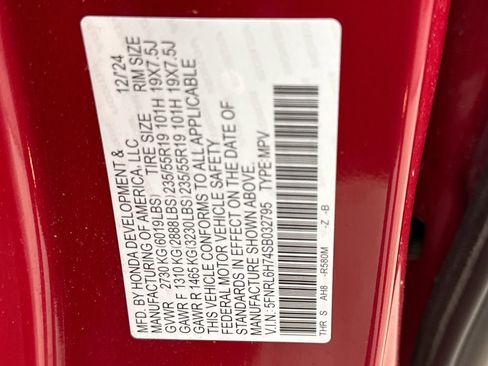 MFD. BY HONDA DEVELOPMENT & 12/'24
MANUFACTURING OF AMERICA, LLC
TIRE SIZE RIM SIZE
GVWR 2730 KG(6019LBS)
GAWR F 1310 KG(2888LBS)235/55R19 101H 19X7.5J
GAWR R 1465 KG(3230LBS)235/55R19 101H 19X7.5J
THIS VEHICLE CONFORMS TO ALL APPLICABLE
FEDERAL MOTOR VEHICLE SAFETY
STANDARDS IN EFFECT ON THE DATE OF
MANUFACTURE SHOWN ABOVE.
V.I.N.: 5FNRL6H74SB032795 TYPE:MPV
THR S AH8 -R580M -Z -B